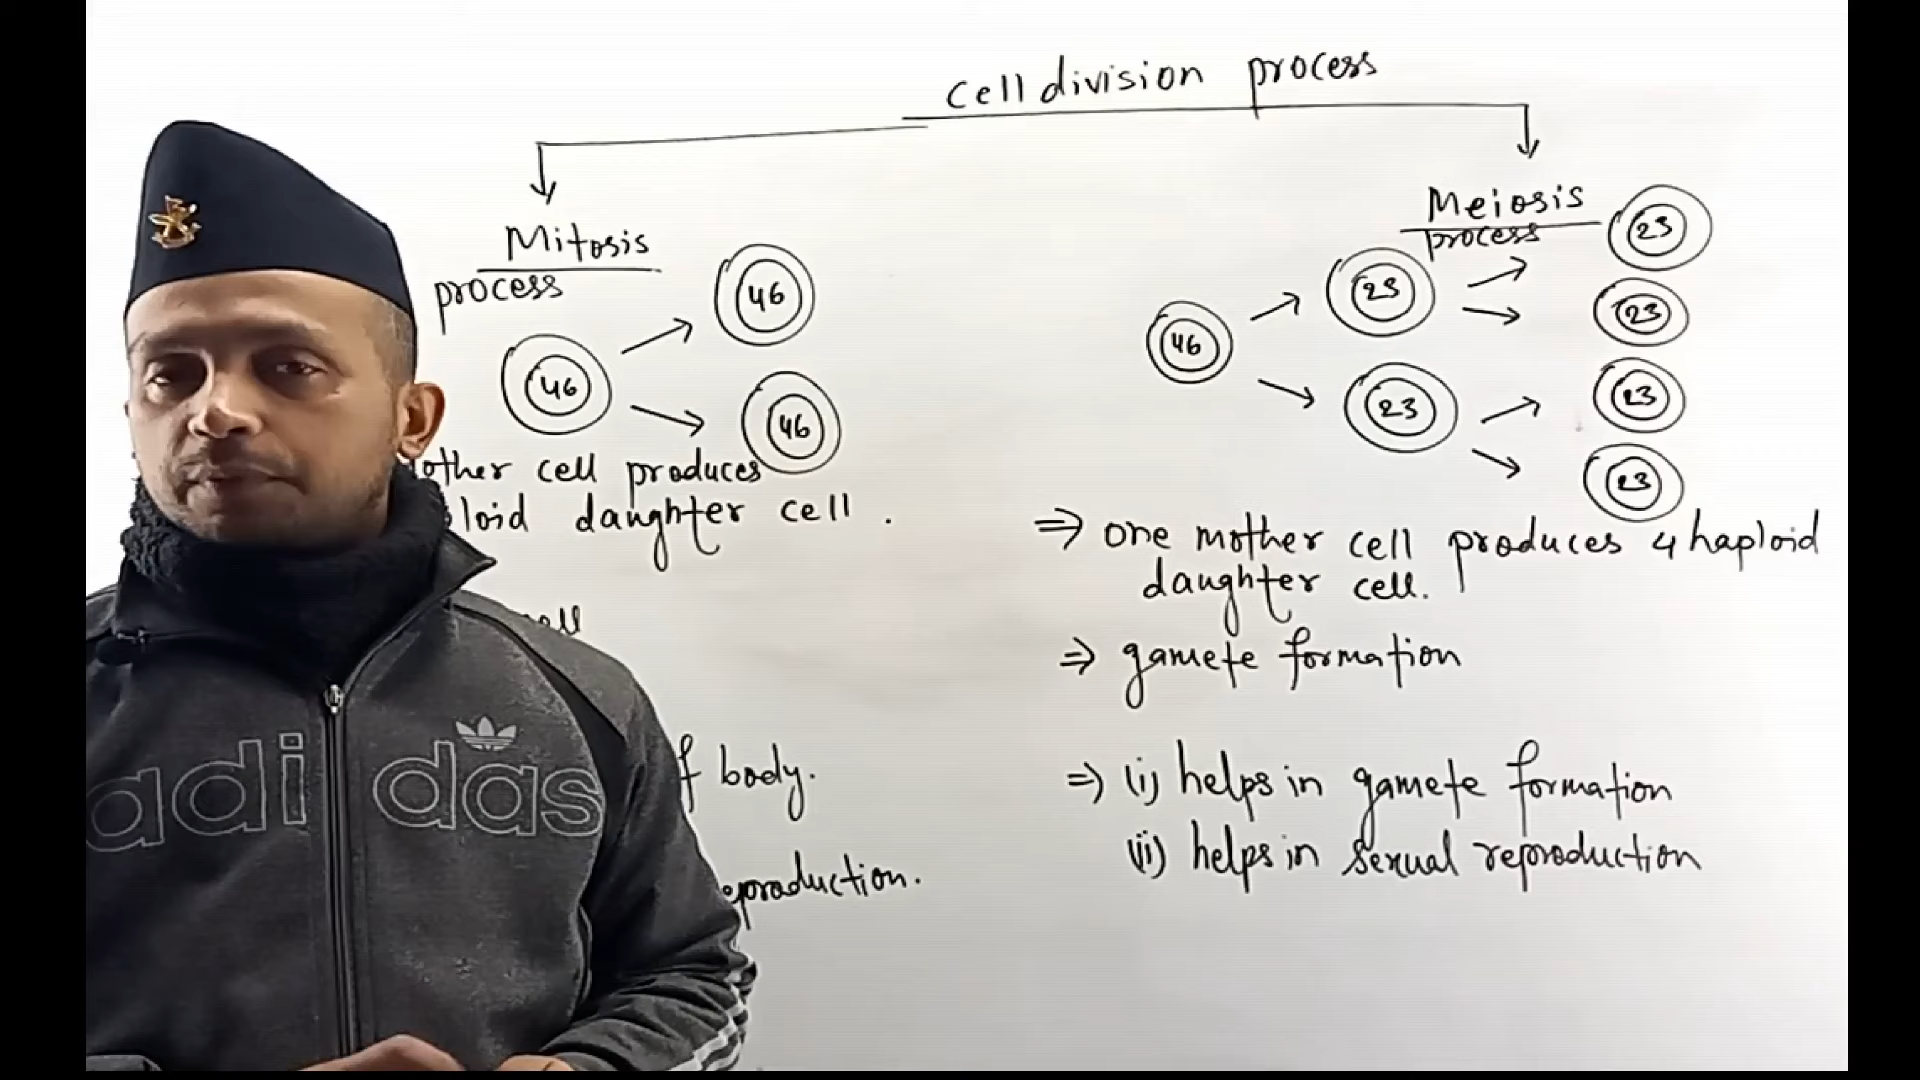 cell division process
Mitosis
process
46
46
46
other cell produces
loid daughter cell.
ell
f body.
eproduction.
Meiosis
process
46
23
23
23
23
23
23
⇒ one mother cell produces 4 haploid
daughter cell.
⇒ gamete formation
⇒ (i) helps in gamete formation
(ii) helps in sexual reproduction
adidas